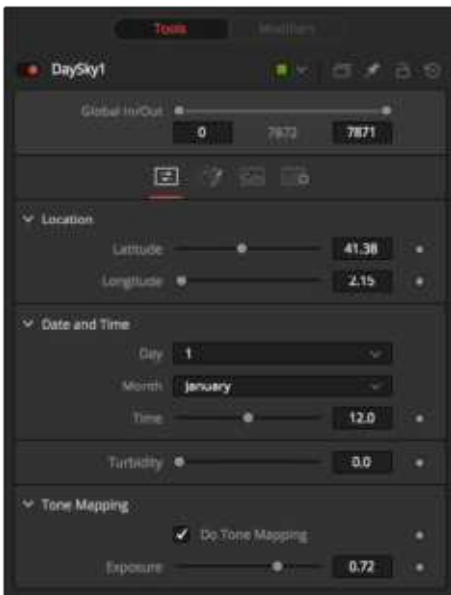 Tools Modifiers
DaySky1
Global In/Out
0 7872 7871
Location
Latitude 41.38
Longitude 2.15
Date and Time
Day 1
Month January
Time 12.0
Turbidity 0.0
Tone Mapping
Do Tone Mapping
Exposure 0.72